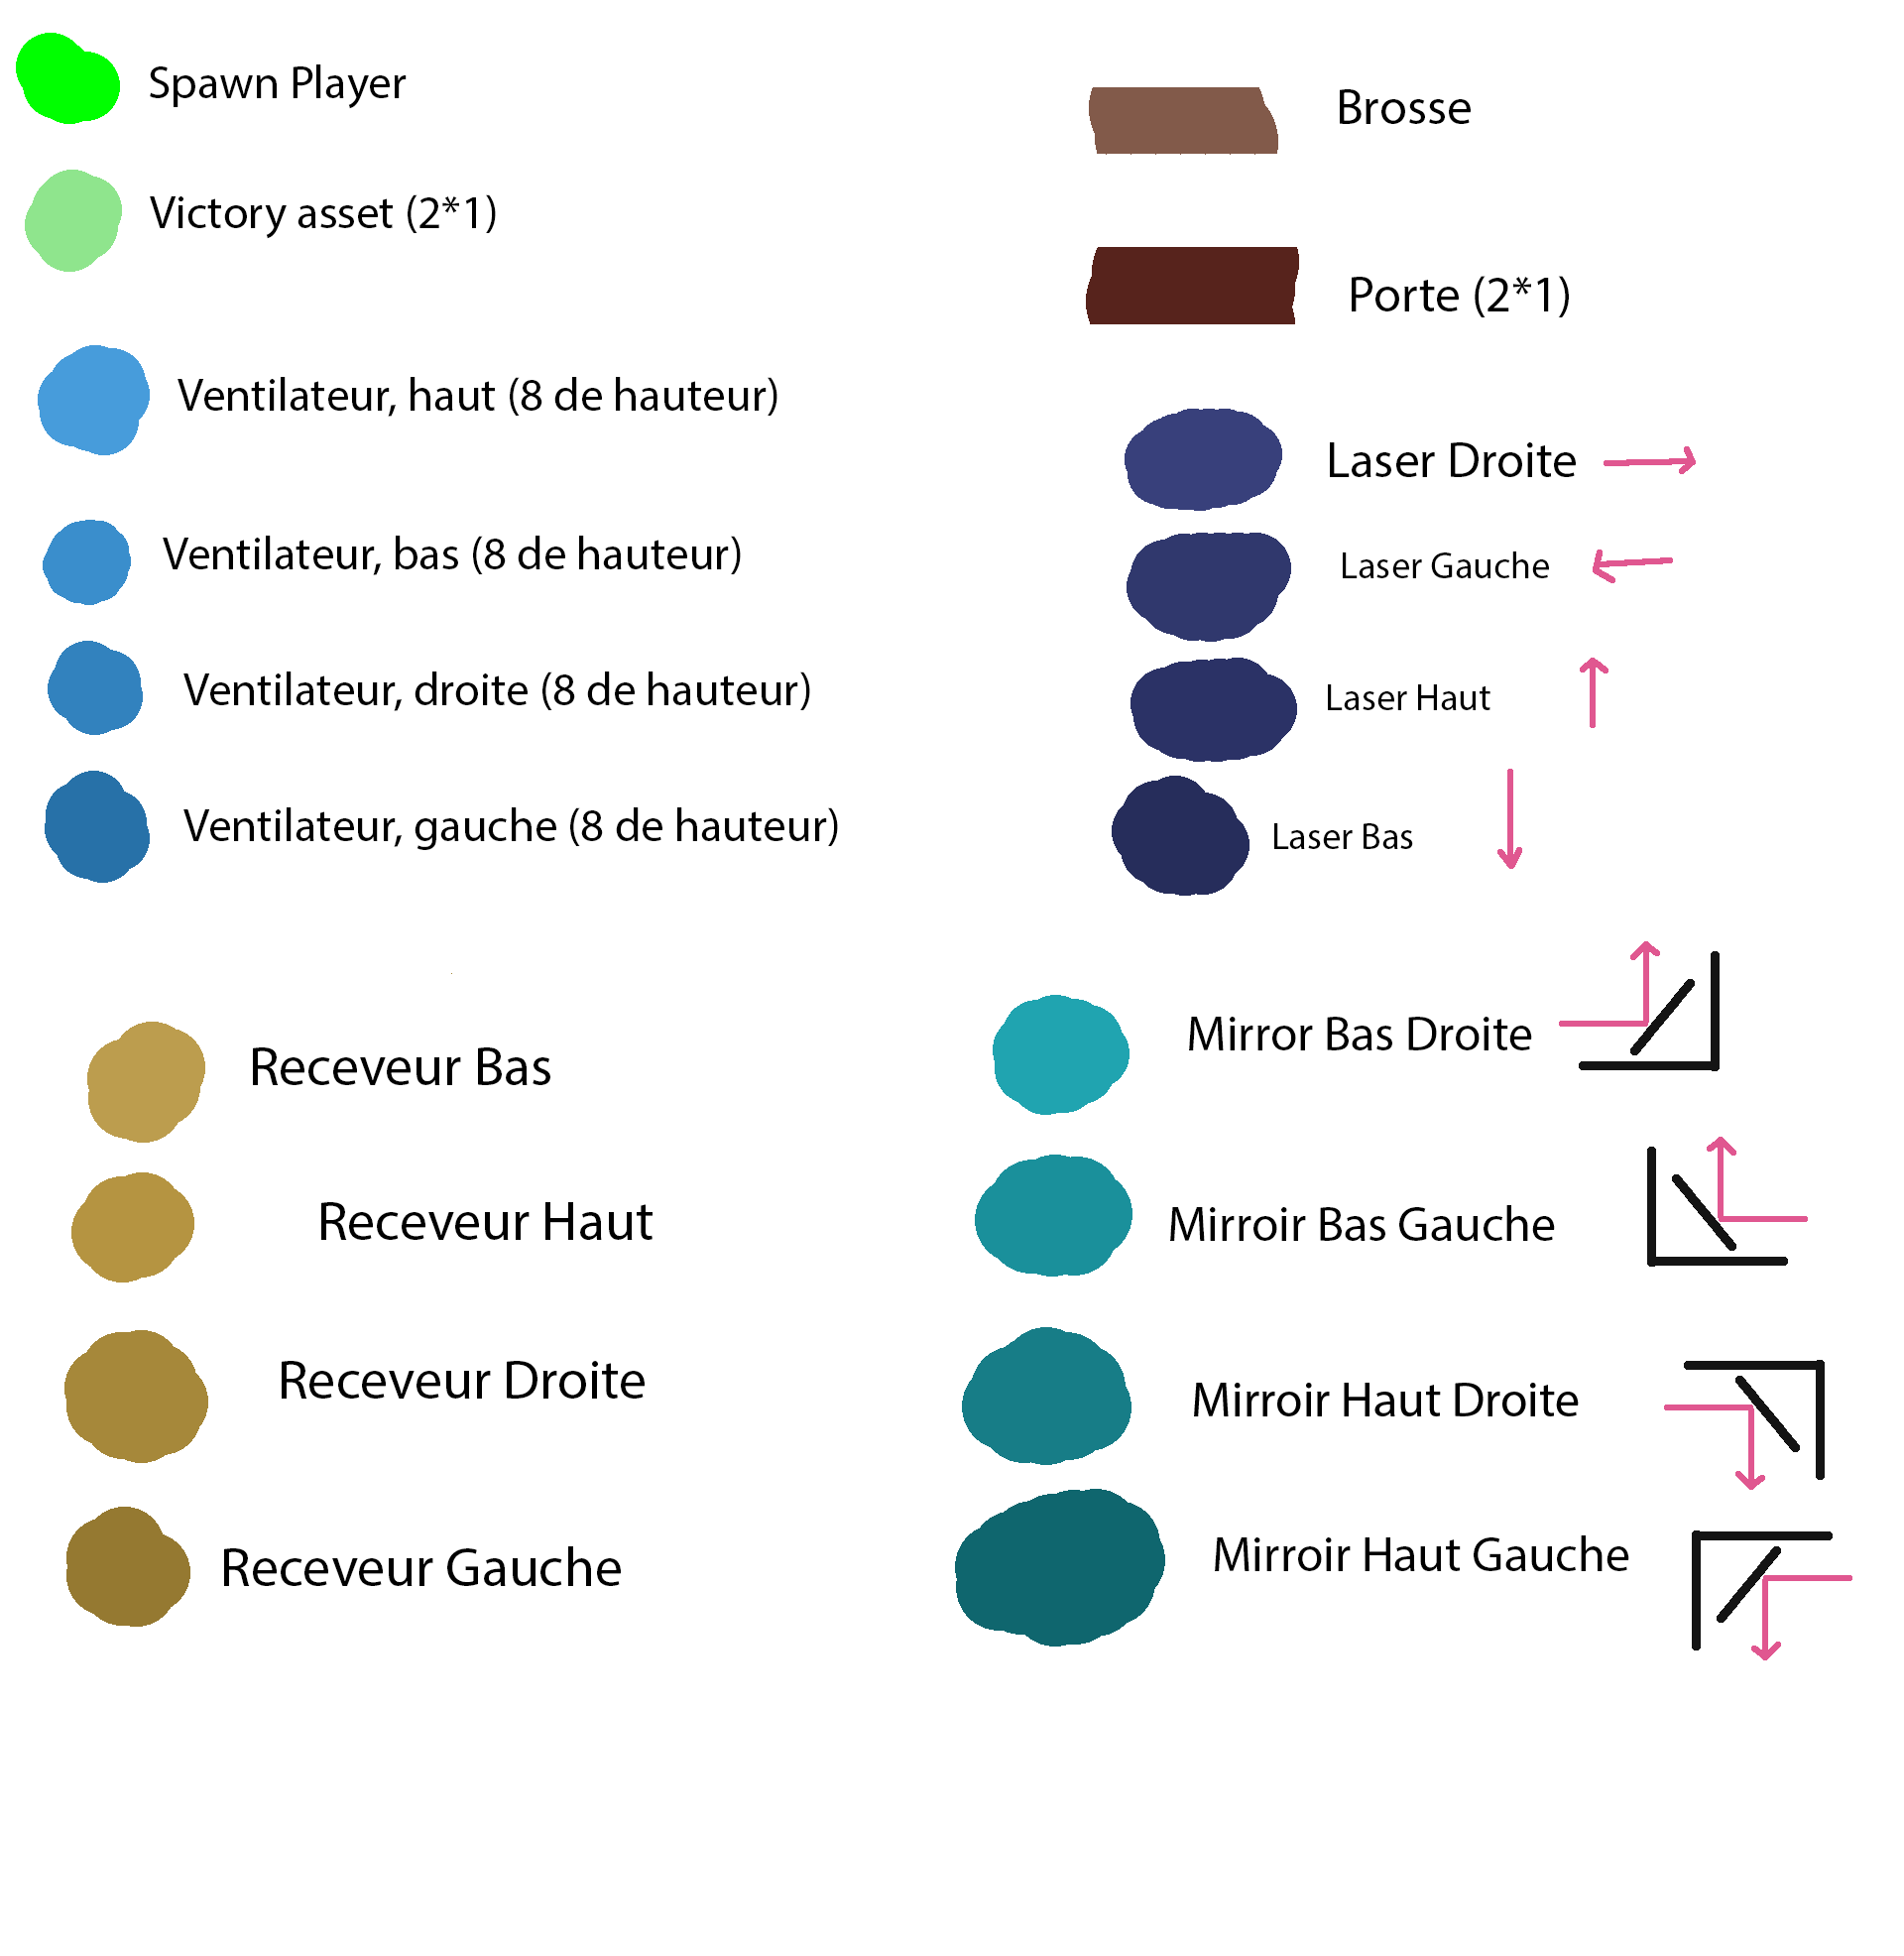 Spawn Player
Victory asset (2*1)
Ventilateur, haut (8 de hauteur)
Ventilateur, bas (8 de hauteur)
Ventilateur, droite (8 de hauteur)
Ventilateur, gauche (8 de hauteur)
Receveur Bas
Receveur Haut
Receveur Droite
Receveur Gauche
Brosse
Porte (2*1)
Laser Droite
Laser Gauche
Laser Haut
Laser Bas
Mirror Bas Droite
Mirroir Bas Gauche
Mirroir Haut Droite
Mirroir Haut Gauche